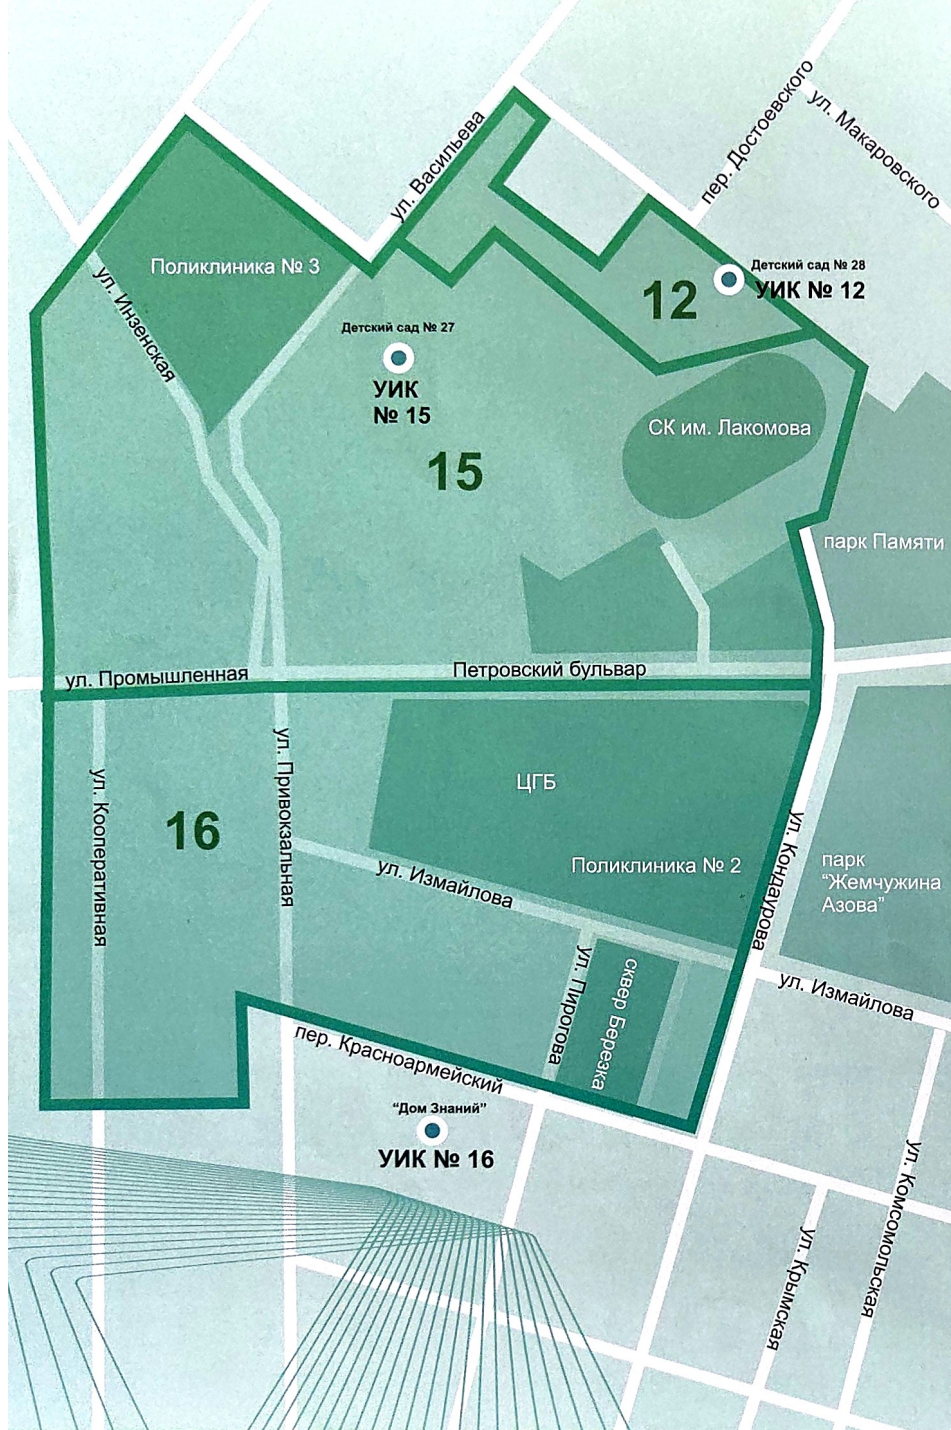 ул. Васильева
пер. Достоевского
ул. Макаровского
Поликлиника № 3
ул. Инзенская
Детский сад № 28
УИК № 12
12
Детский сад № 27
УИК
№ 15
15
СК им. Лакомова
парк Памяти
ул. Промышленная
Петровский бульвар
ул. Кооперативная
16
ул. Привокзальная
ЦГБ
Поликлиника № 2
ул. Измайлова
ул. Кондаурова
парк
“Жемчужина
Азова”
ул. Пирогова
сквер Березка
ул. Измайлова
пер. Красноармейский
“Дом Знаний”
УИК № 16
ул. Крымская
ул. Комсомольская